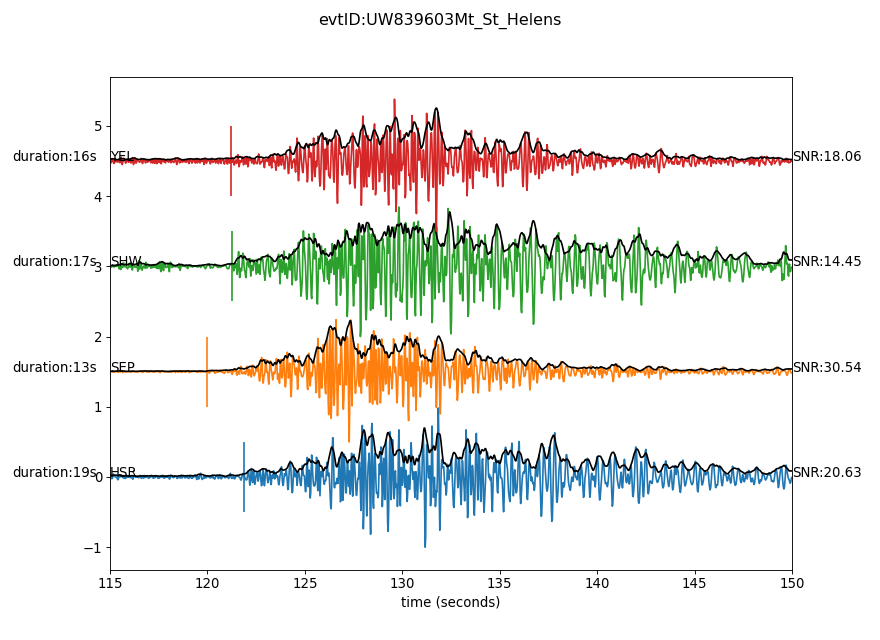 evtID:UW839603Mt_St_Helens
5
duration:16s YEL SNR:18.06
4
duration:17s SHW SNR:14.45
3
2
duration:13s SEP SNR:30.54
1
duration:19s HSR SNR:20.63
0
−1
115 120 125 130 135 140 145 150
time (seconds)